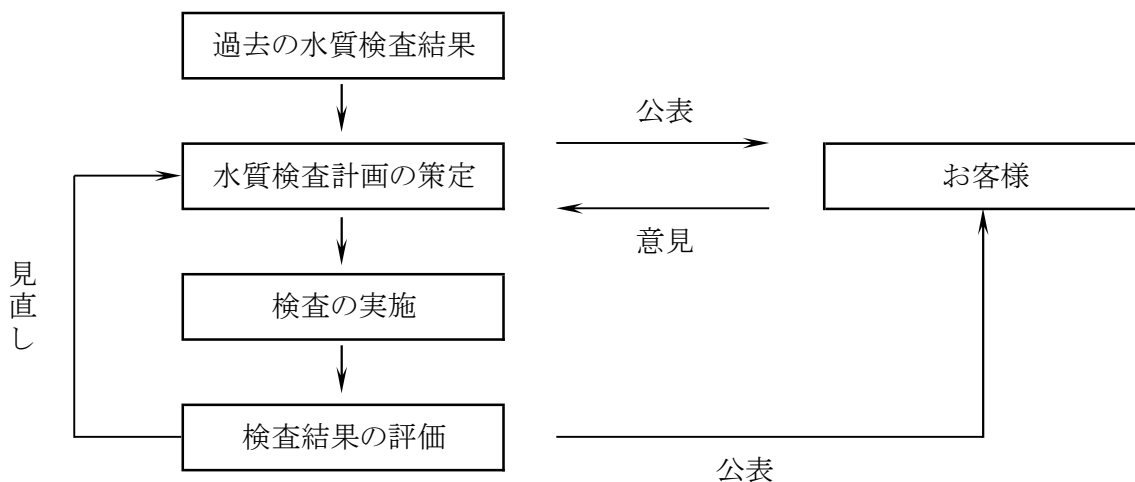 過去の水質検査結果
公表
水質検査計画の策定
お客様
意見
見直し
検査の実施
検査結果の評価
公表